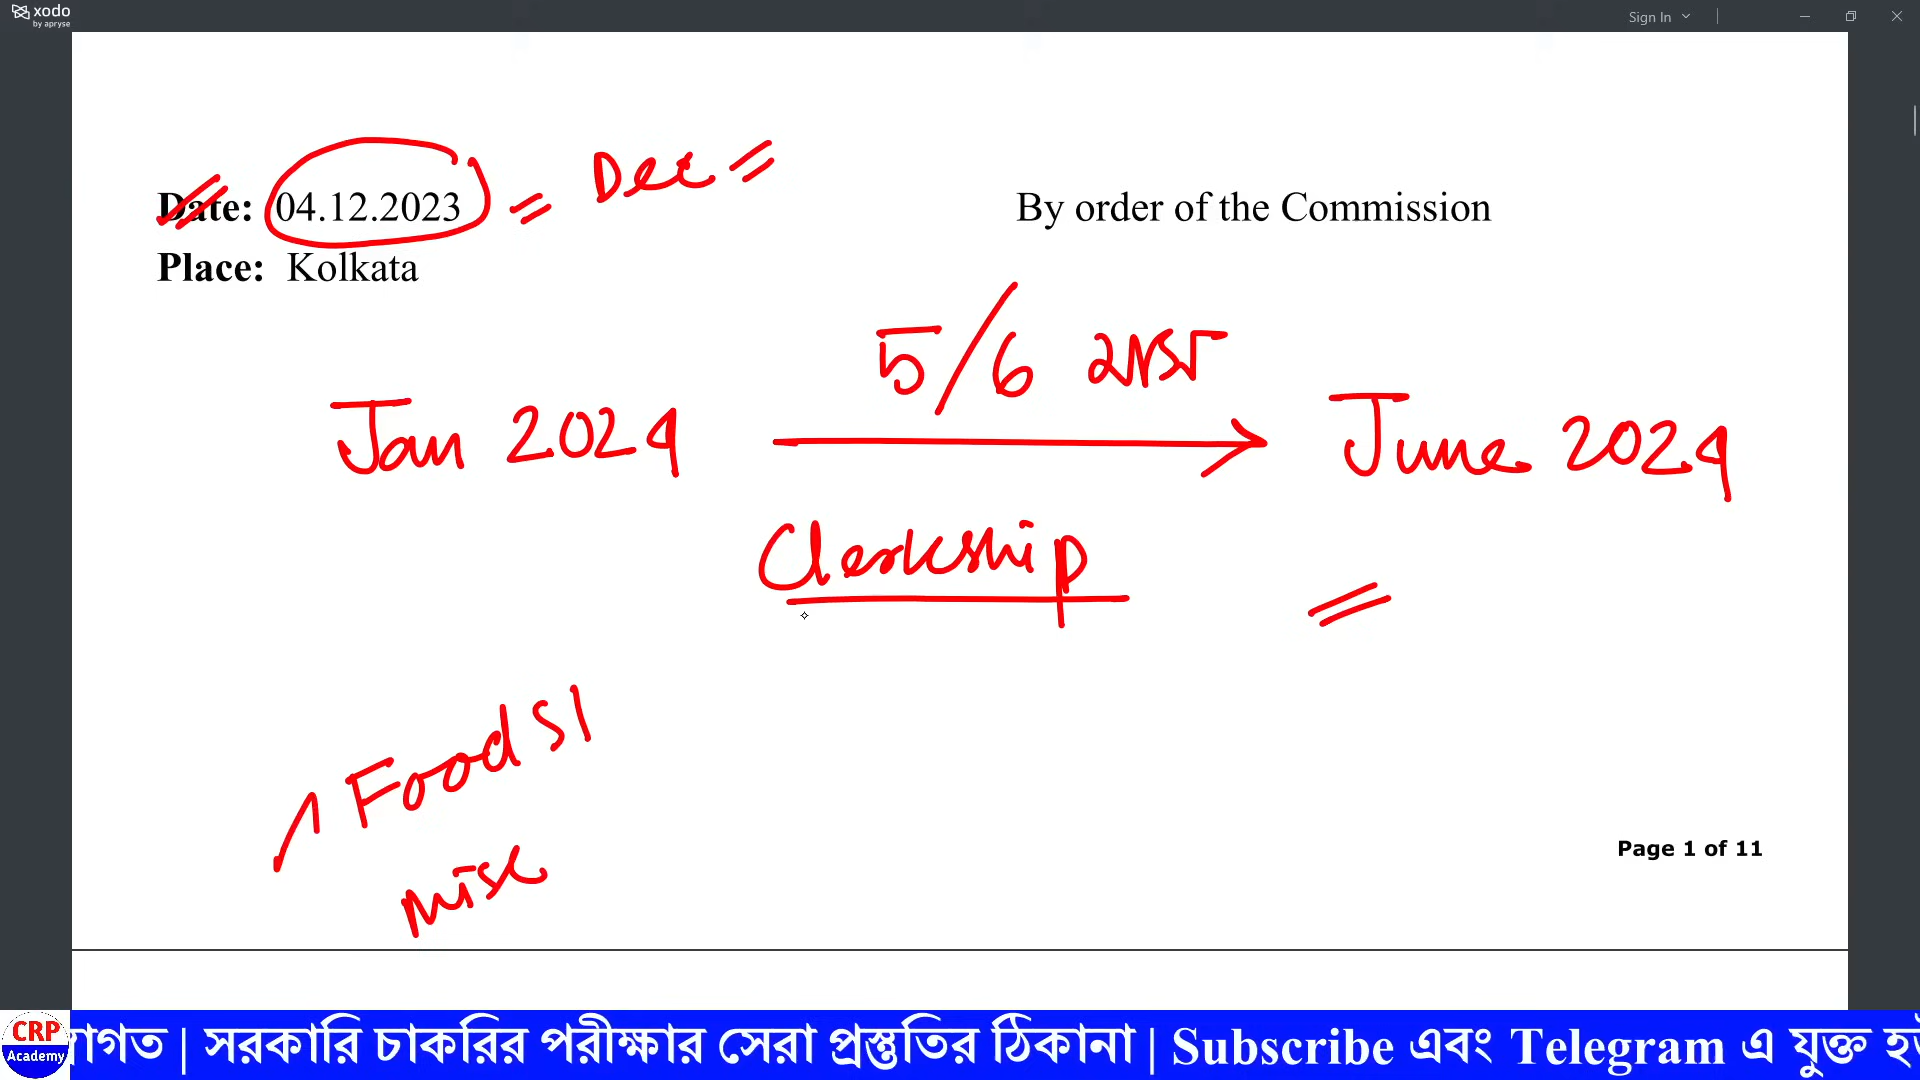 xodo
by apryse
Sign In
Dec
Date: 04.12.2023
By order of the Commission
Place: Kolkata
5/6 মাস
Jan 2024
June 2024
Clerkship
Food SI
Misc
Page 1 of 11
CRP
Academy
াগত | সরকারি চাকরির পরীক্ষার সেরা প্রস্তুতির ঠিকানা | Subscribe এবং Telegram এ যুক্ত